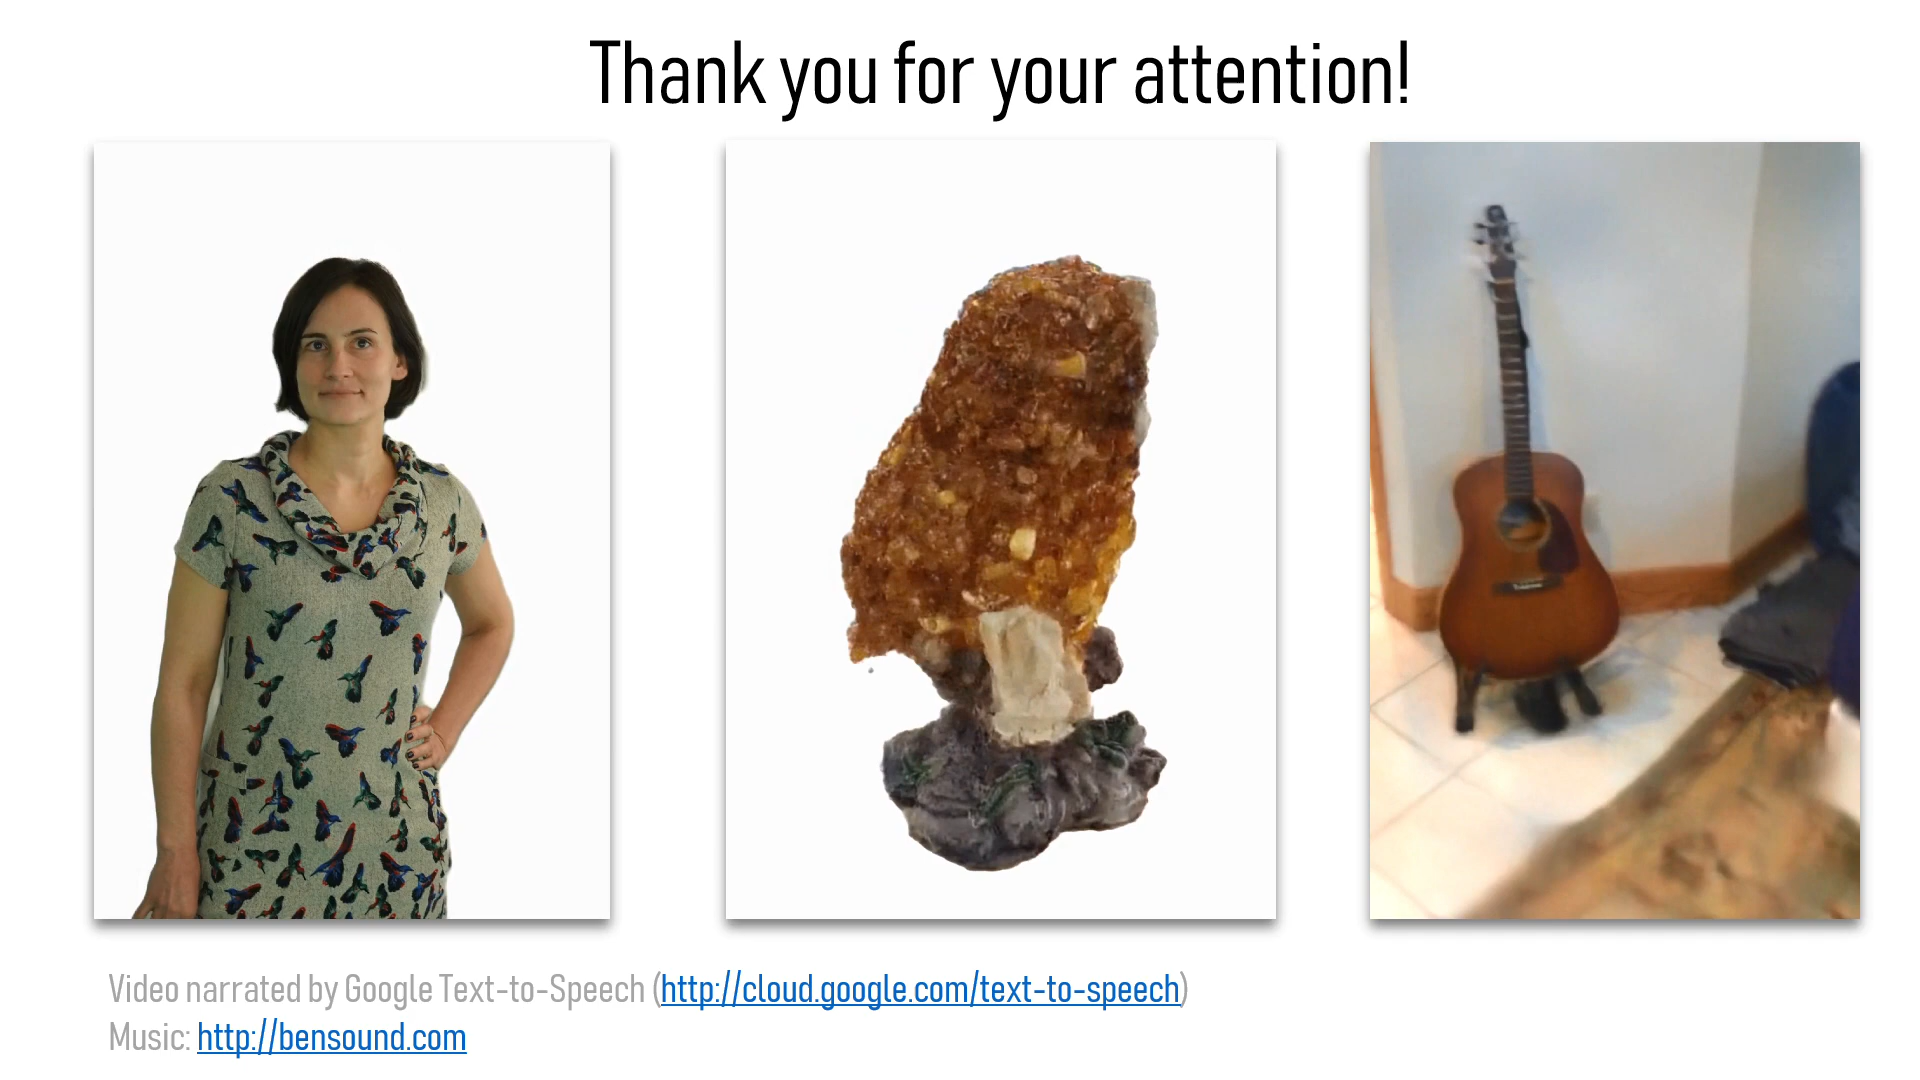 Thank you for your attention!
Video narrated by Google Text-to-Speech (http://cloud.google.com/text-to-speech)
Music: http://bensound.com